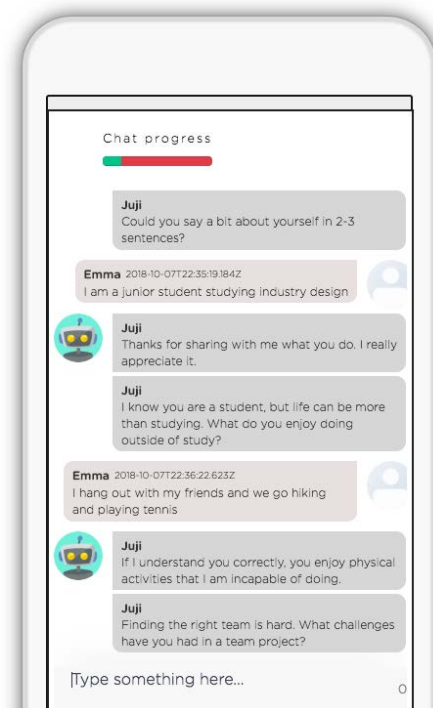 Chat progress
Juji
Could you say a bit about yourself in 2-3
sentences?
Emma 2018-10-07T22:35:19.184Z
I am a junior student studying industry design
Juji
Thanks for sharing with me what you do. I really
appreciate it.
Juji
I know you are a student, but life can be more
than studying. What do you enjoy doing
outside of study?
Emma 2018-10-07T22:36:22.623Z
I hang out with my friends and we go hiking
and playing tennis
Juji
If I understand you correctly, you enjoy physical
activities that I am incapable of doing.
Juji
Finding the right team is hard. What challenges
have you had in a team project?
Type something here...
0